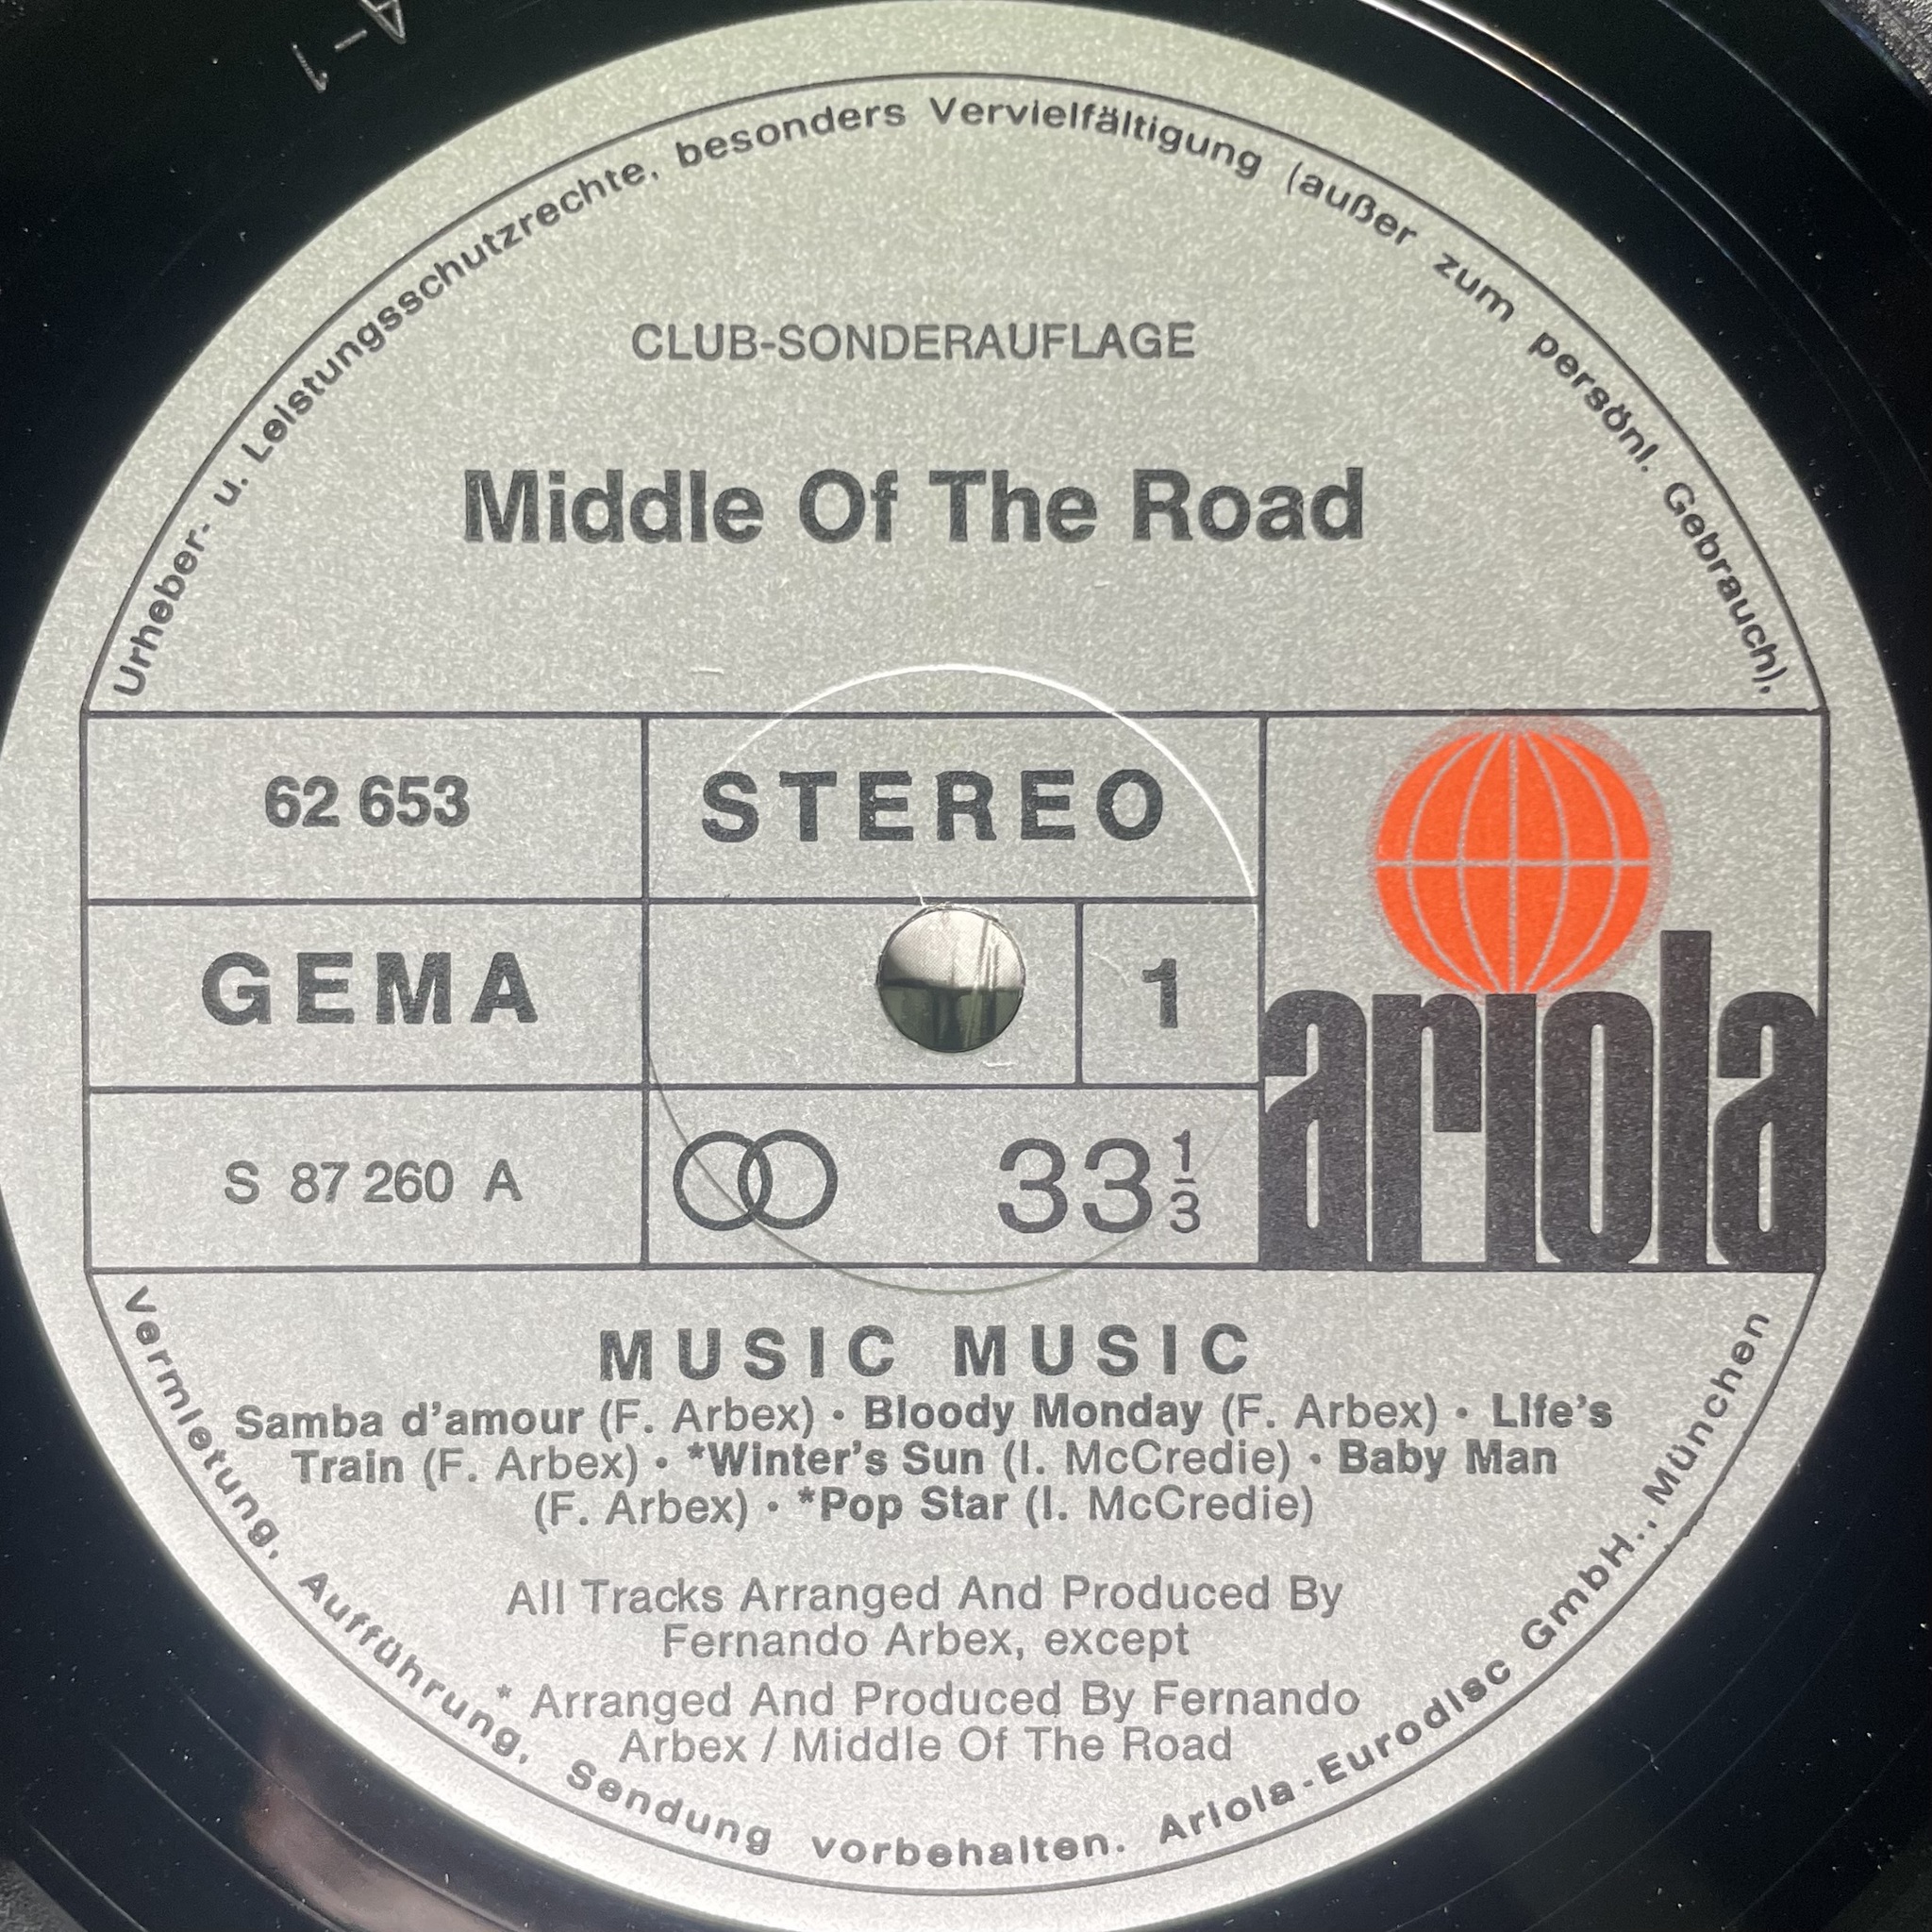 A-1
Urheber- u. Leistungsschutzrechte, besonders Vervielfältigung (außer zum persönl. Gebrauch),
CLUB-SONDERAUFLAGE
Middle Of The Road
62 653
STEREO
GEMA
1
ariola
S 87 260 A
33 1/3
MUSIC MUSIC
Samba d'amour (F. Arbex) • Bloody Monday (F. Arbex) • Life's
Train (F. Arbex) • *Winter's Sun (I. McCredie) • Baby Man
(F. Arbex) • *Pop Star (I. McCredie)
All Tracks Arranged And Produced By
Fernando Arbex, except
* Arranged And Produced By Fernando
Arbex / Middle Of The Road
Vermietung, Aufführung, Sendung vorbehalten. Ariola-Eurodisc GmbH., München